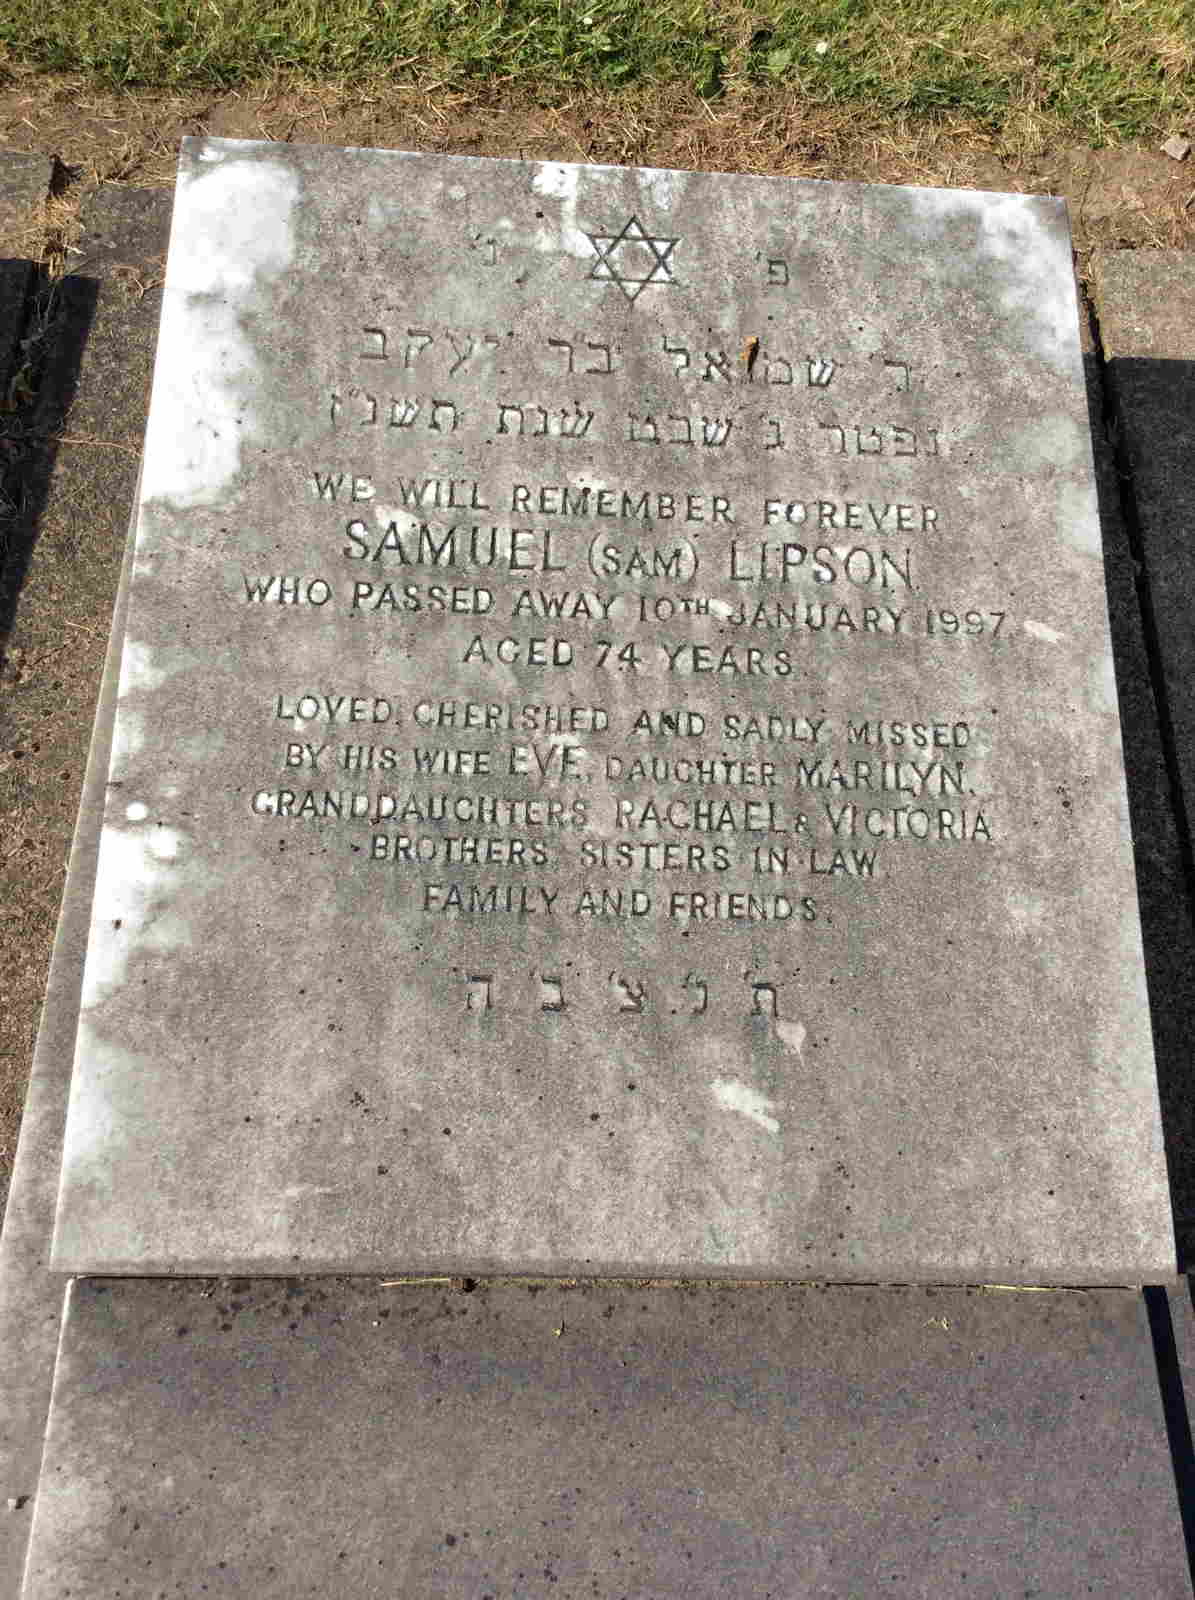 פ' נ'
ר' שמואל בר יעקב
נפטר ג' שבט שנת תשנ"ז
WE WILL REMEMBER FOREVER
SAMUEL (SAM) LIPSON
WHO PASSED AWAY 10TH JANUARY 1997
AGED 74 YEARS.
LOVED, CHERISHED AND SADLY MISSED
BY HIS WIFE EVE, DAUGHTER MARILYN,
GRANDDAUGHTERS RACHAEL & VICTORIA
BROTHERS SISTERS IN LAW
FAMILY AND FRIENDS.
ת' נ' צ' ב' ה'